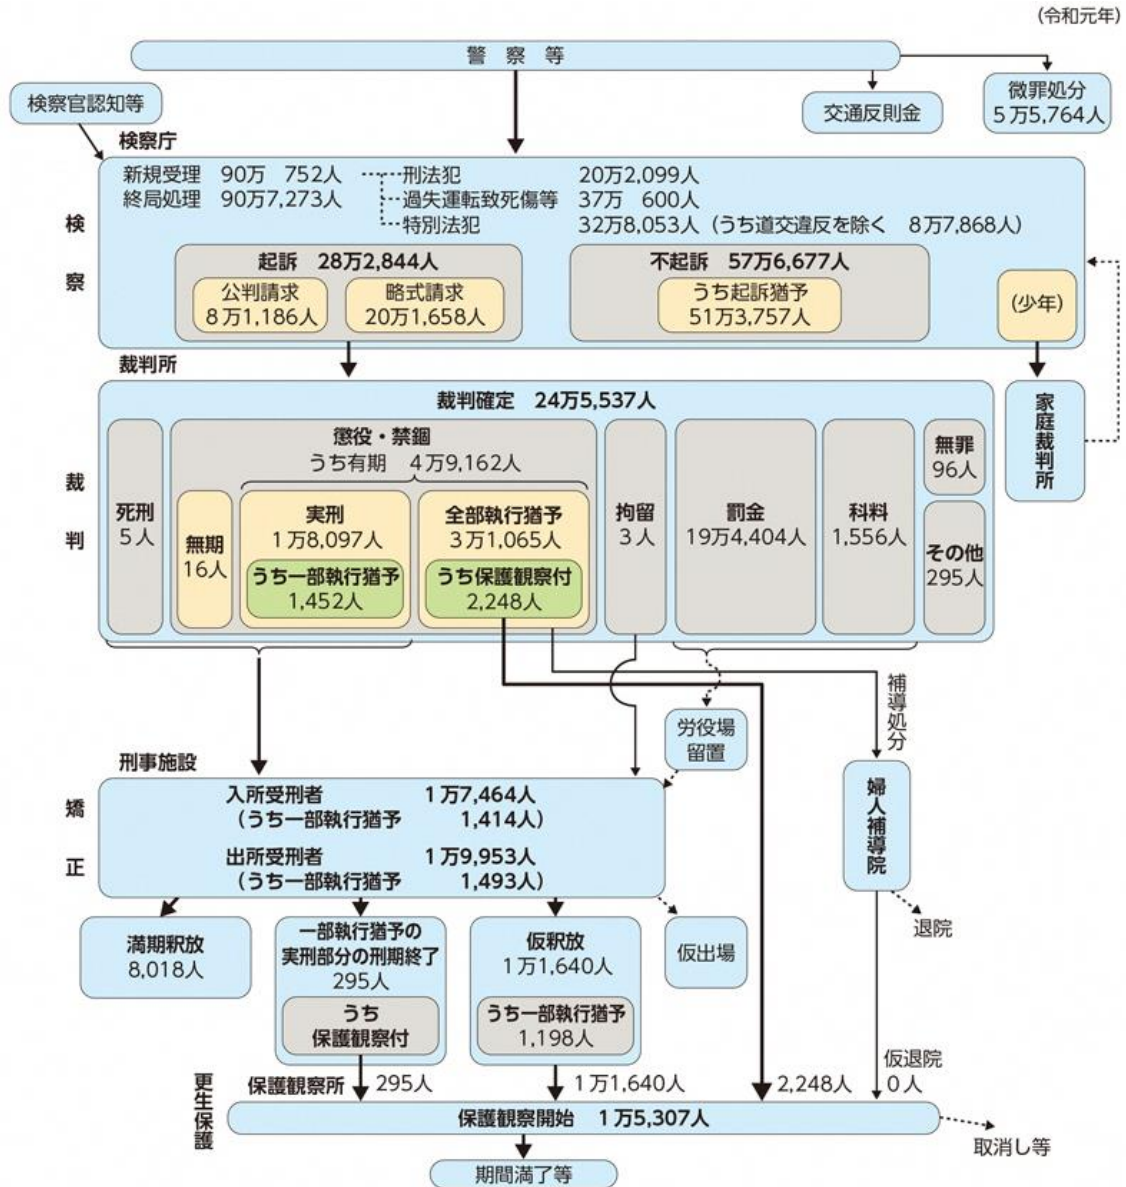 (令和元年)
警 察 等
検察官認知等
交通反則金
微罪処分
5万5,764人
検察庁
新規受理 90万 752人
刑法犯 20万2,099人
終局処理 90万7,273人
過失運転致死傷等 37万 600人
特別法犯 32万8,053人 (うち道交違反を除く 8万7,868人)
検
察
起訴 28万2,844人
公判請求
8万1,186人
略式請求
20万1,658人
不起訴 57万6,677人
うち起訴猶予
51万3,757人
(少年)
家庭裁判所
裁判所
裁
判
裁判確定 24万5,537人
死刑
5人
懲役・禁錮
うち有期 4万9,162人
無期
16人
実刑
1万8,097人
うち一部執行猶予
1,452人
全部執行猶予
3万1,065人
うち保護観察付
2,248人
拘留
3人
罰金
19万4,404人
科料
1,556人
無罪
96人
その他
295人
労役場
留置
補導処分
婦人補導院
退院
刑事施設
矯
正
入所受刑者 1万7,464人
(うち一部執行猶予 1,414人)
出所受刑者 1万9,953人
(うち一部執行猶予 1,493人)
満期釈放
8,018人
一部執行猶予の
実刑部分の刑期終了
295人
うち
保護観察付
仮釈放
1万1,640人
うち一部執行猶予
1,198人
仮出場
更生保護
保護観察所
295人
1万1,640人
2,248人
仮退院
0人
保護観察開始 1万5,307人
取消し等
期間満了等